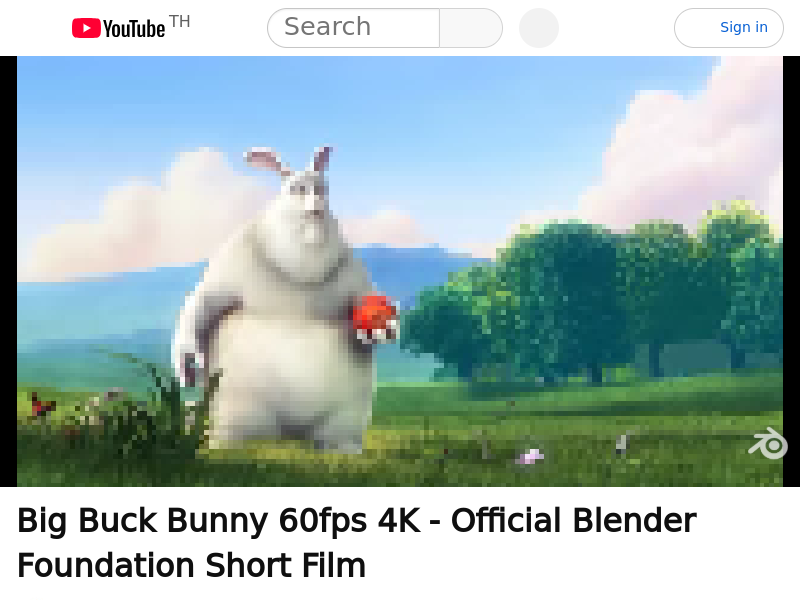 YouTube TH
Search
Sign in
Big Buck Bunny 60fps 4K - Official Blender
Foundation Short Film